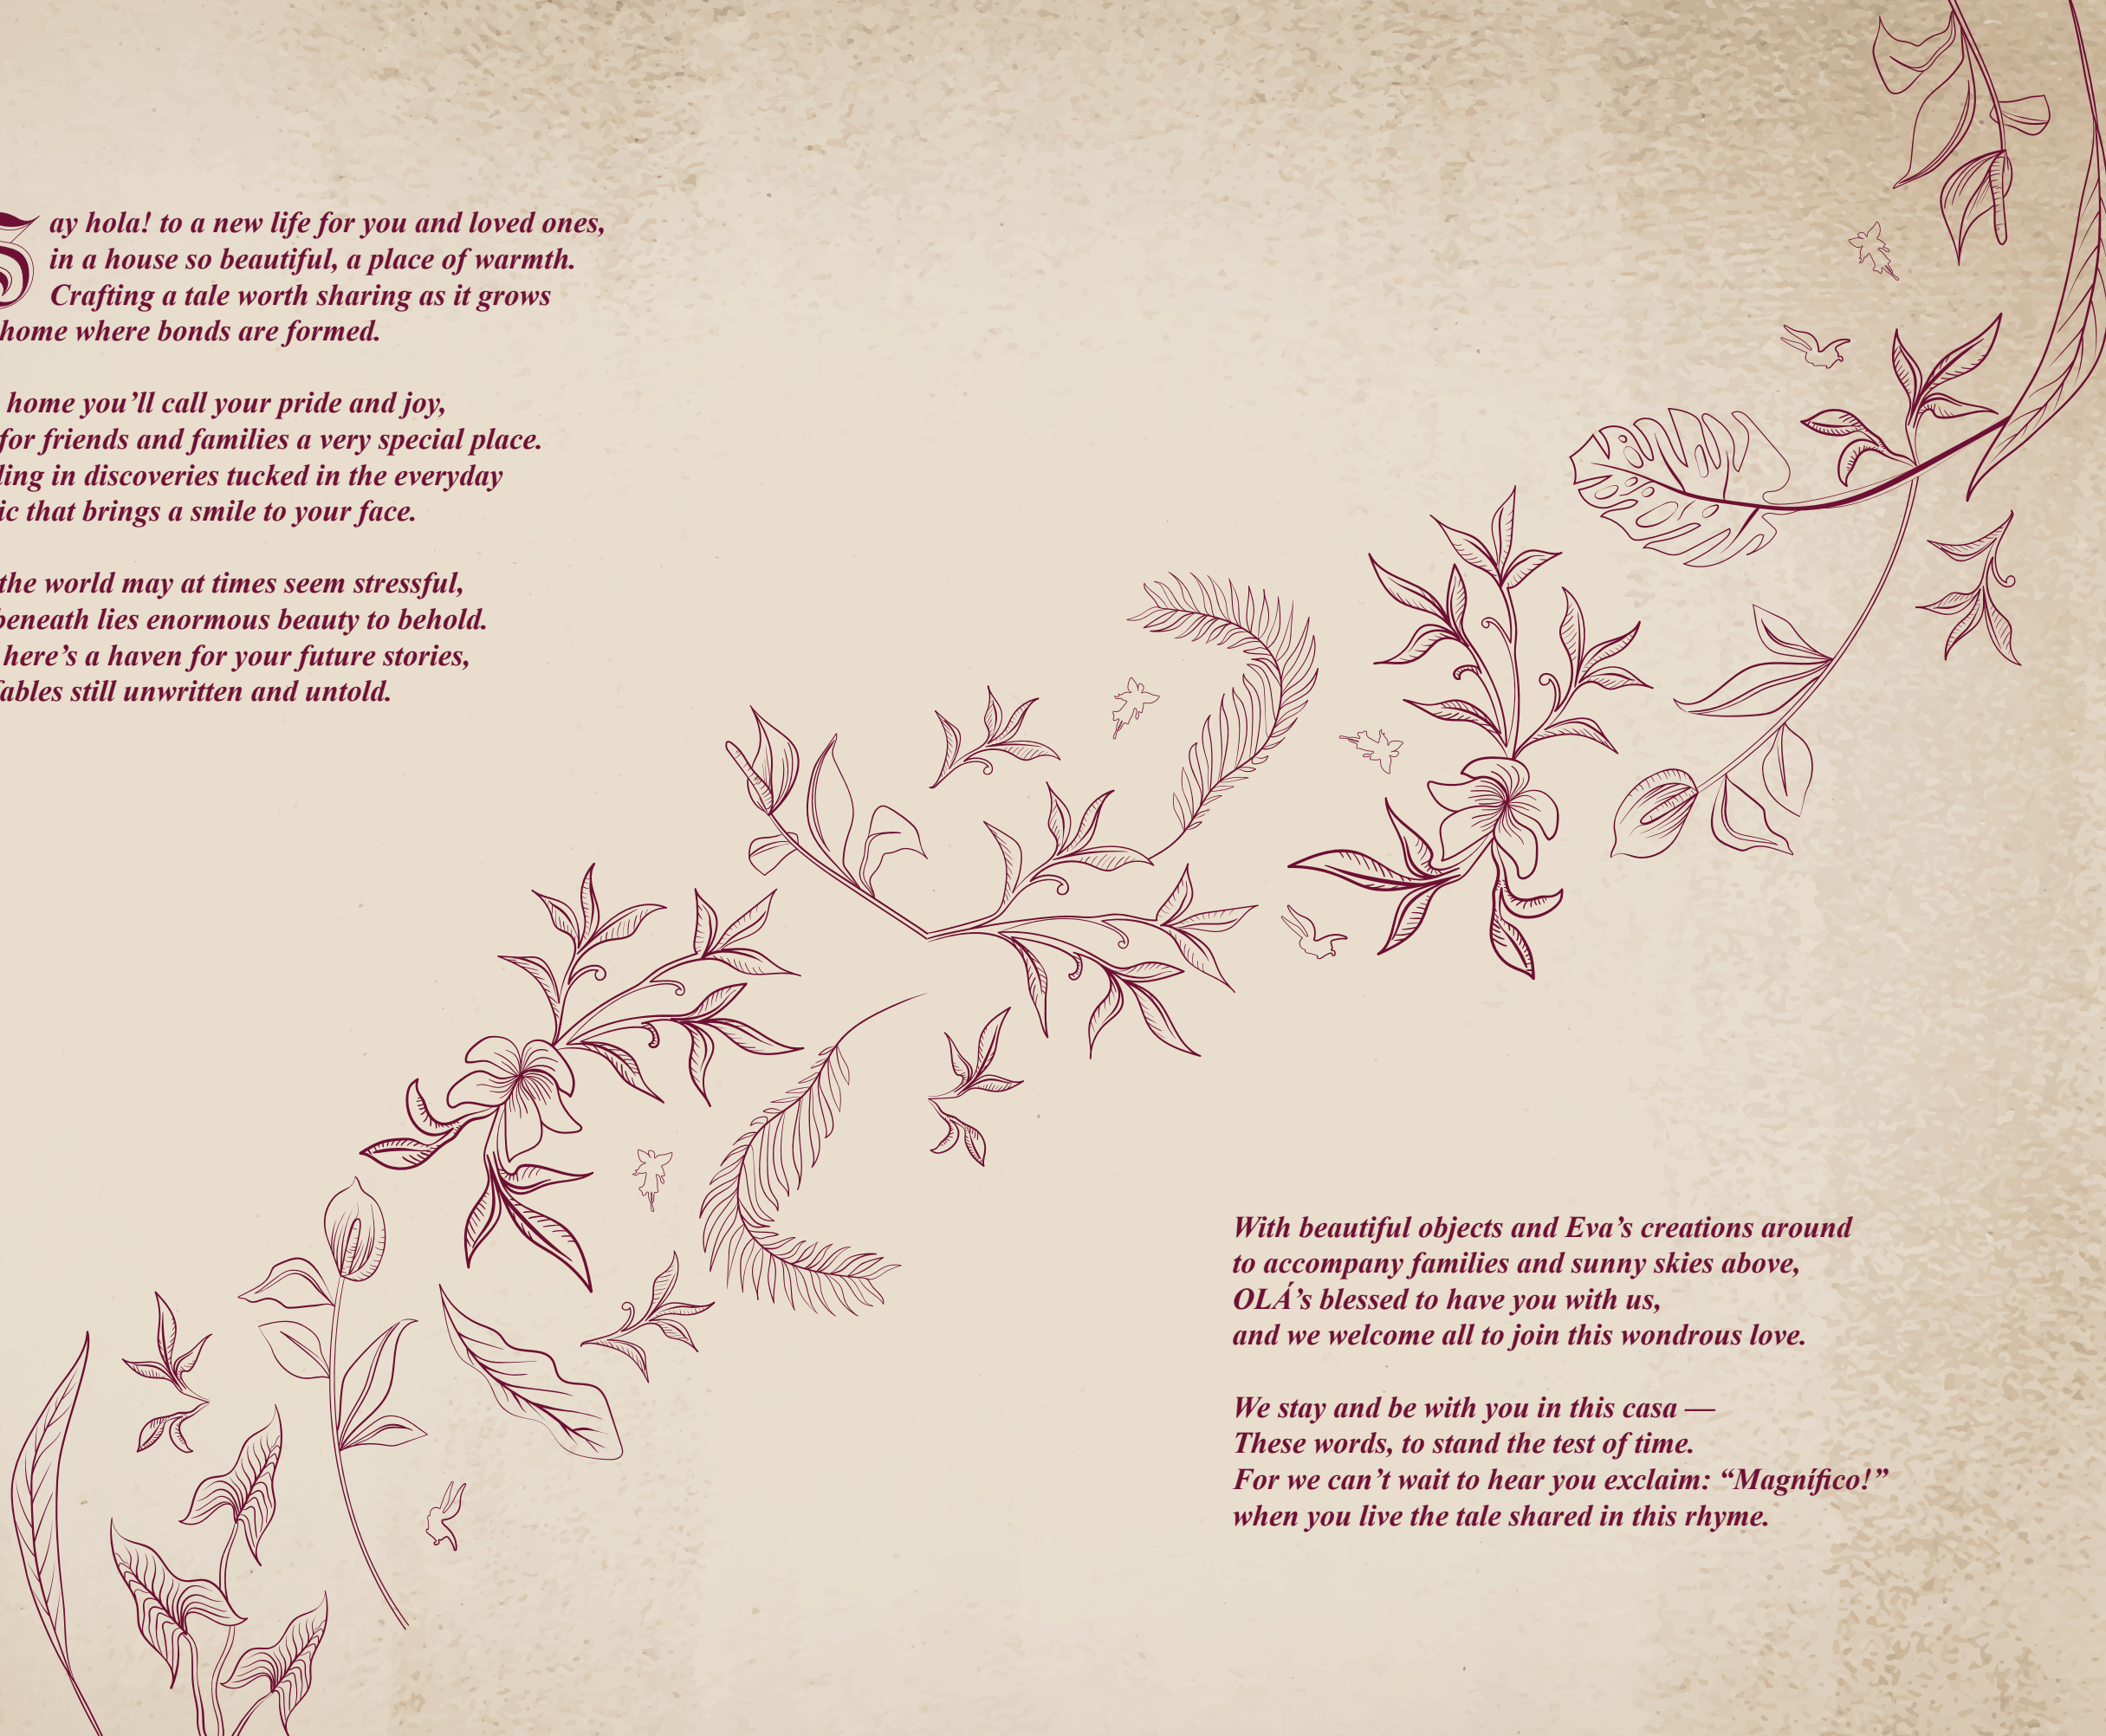 Say hola! to a new life for you and loved ones,
in a house so beautiful, a place of warmth.
Crafting a tale worth sharing as it grows
home where bonds are formed.
home you’ll call your pride and joy,
for friends and families a very special place.
in discoveries tucked in the everyday
that brings a smile to your face.
the world may at times seem stressful,
beneath lies enormous beauty to behold.
here’s a haven for your future stories,
fables still unwritten and untold.
With beautiful objects and Eva’s creations around
to accompany families and sunny skies above,
OLÁ’s blessed to have you with us,
and we welcome all to join this wondrous love.
We stay and be with you in this casa —
These words, to stand the test of time.
For we can’t wait to hear you exclaim: “Magnífico!”
when you live the tale shared in this rhyme.